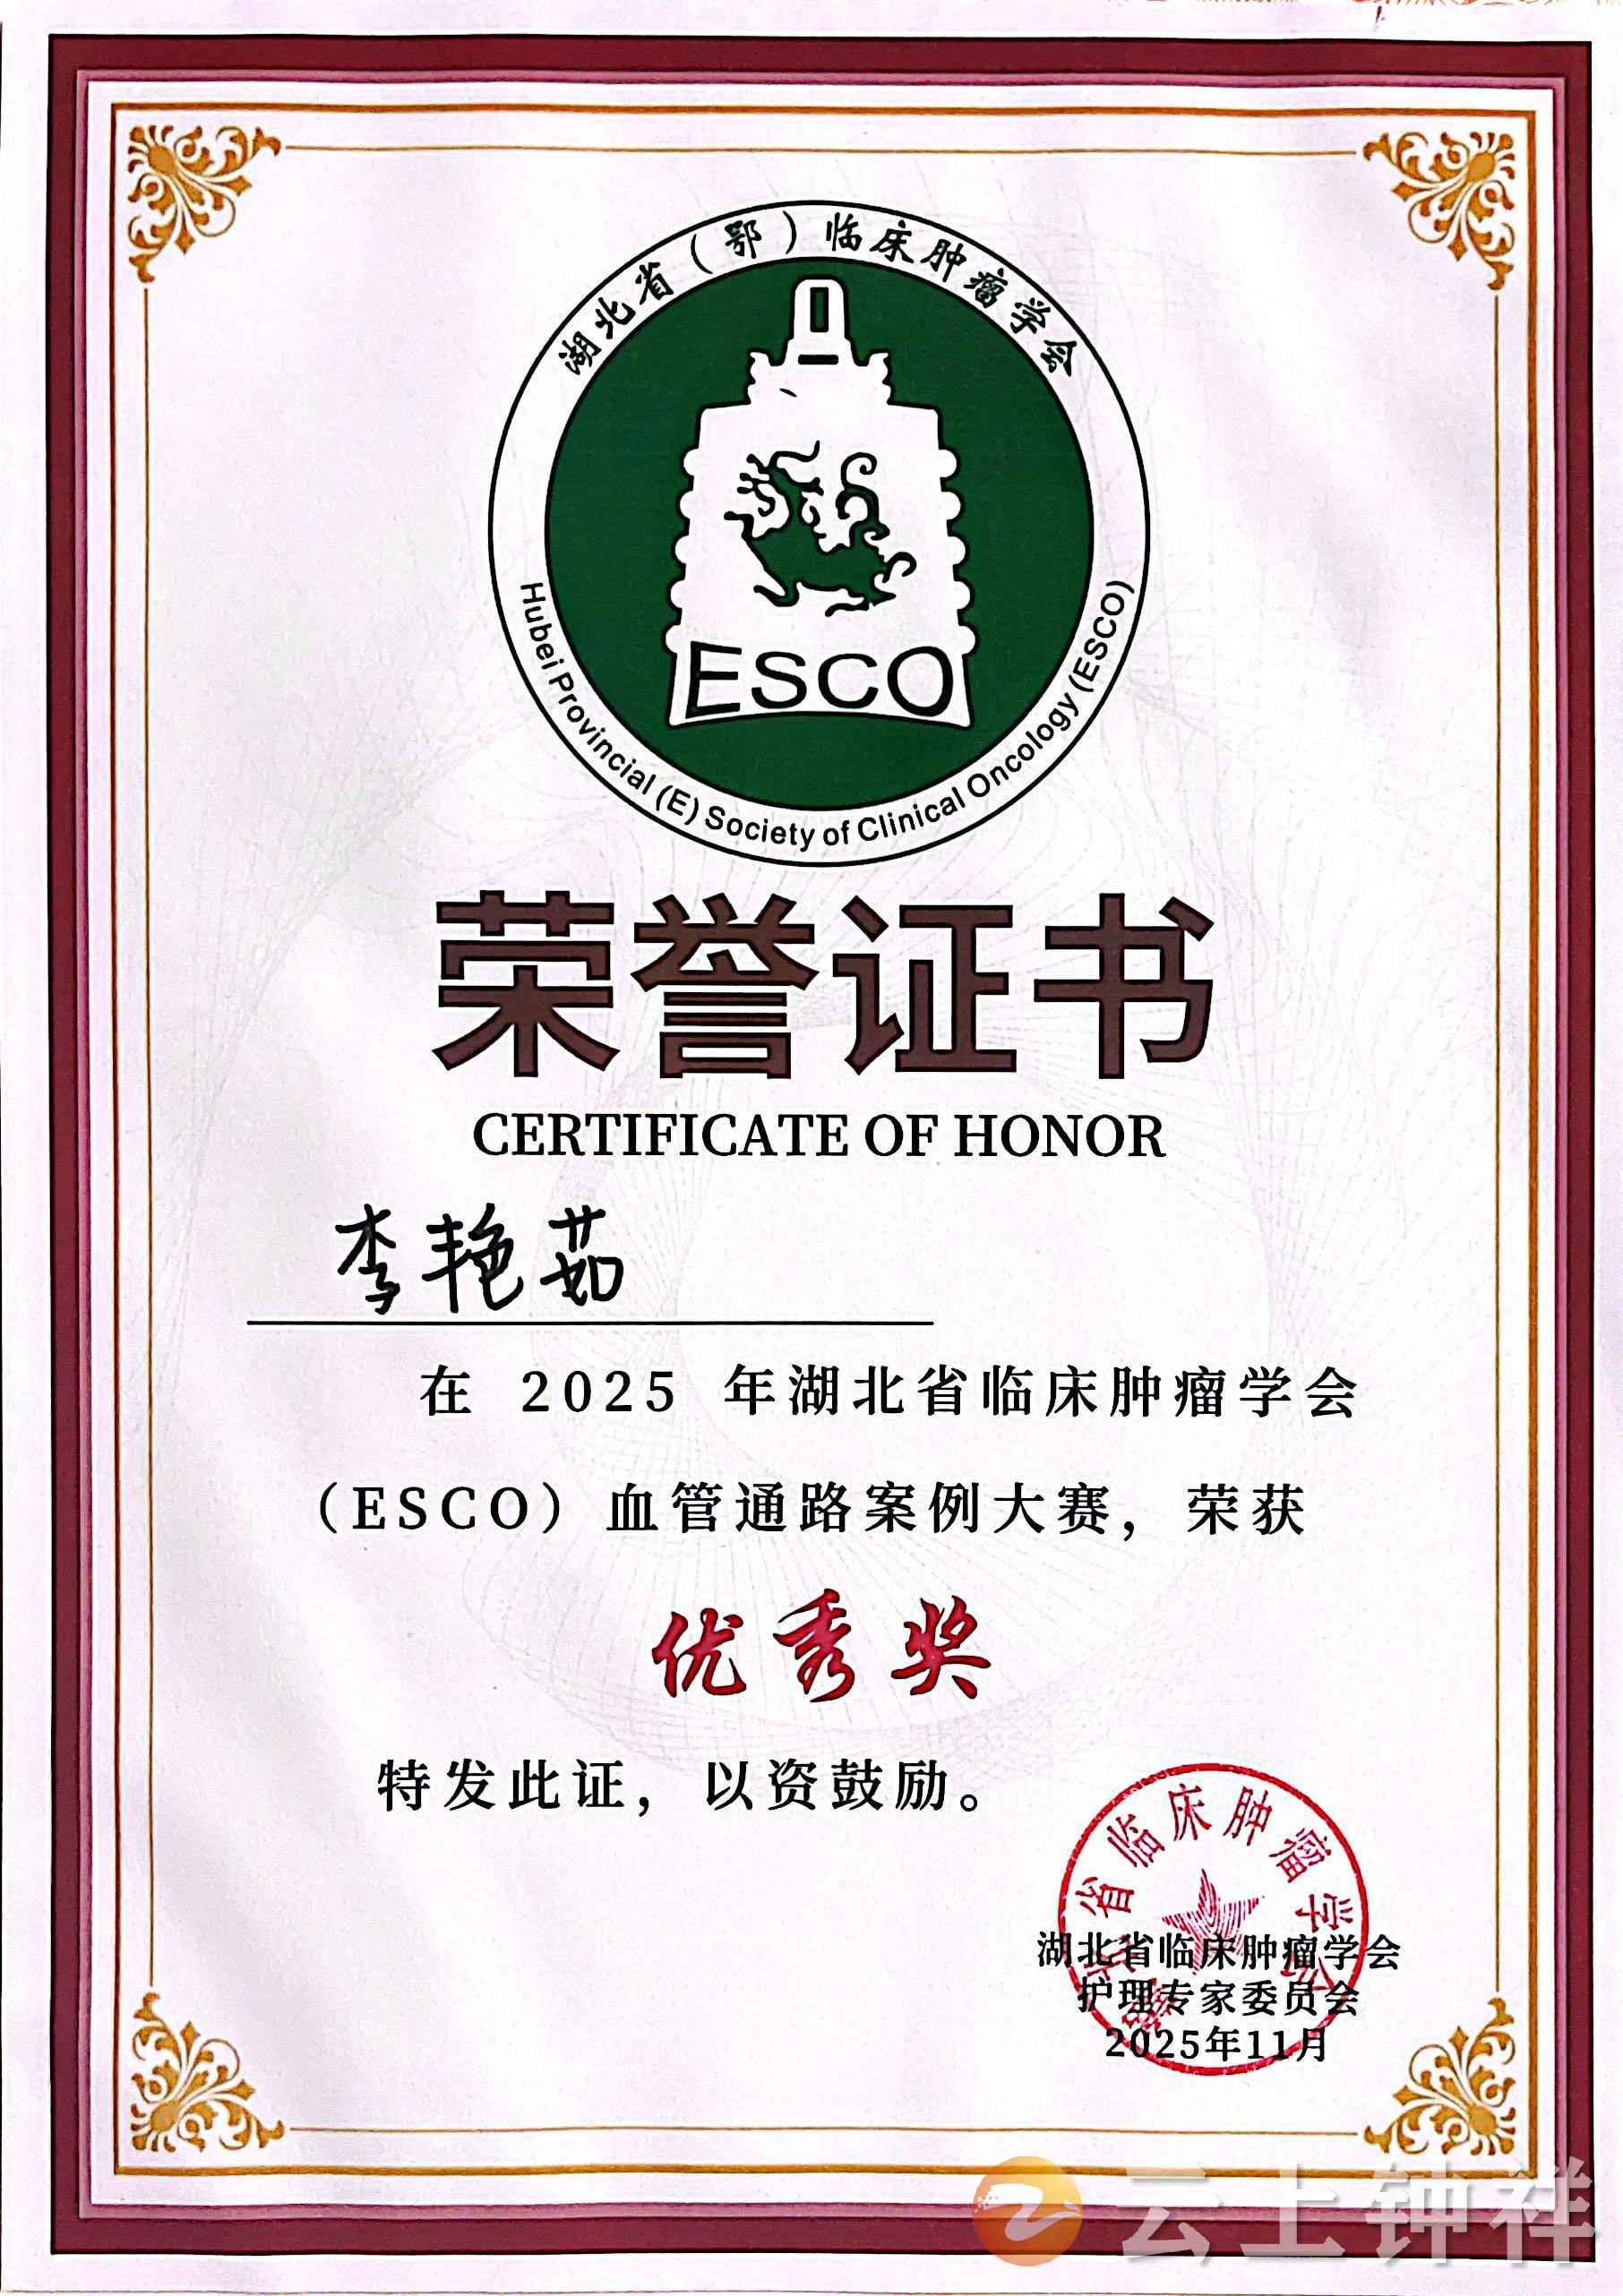 湖北省（鄂）临床肿瘤学会
ESCO
Hubei Provincial (E) Society of Clinical Oncology (ESCO)
荣誉证书
CERTIFICATE OF HONOR
李艳茹
在 2025 年湖北省临床肿瘤学会
（ESCO）血管通路案例大赛，荣获
优秀奖
特发此证，以资鼓励。
湖北省临床肿瘤学会
湖北省临床肿瘤学会
护理专家委员会
2025年11月
云上钟祥